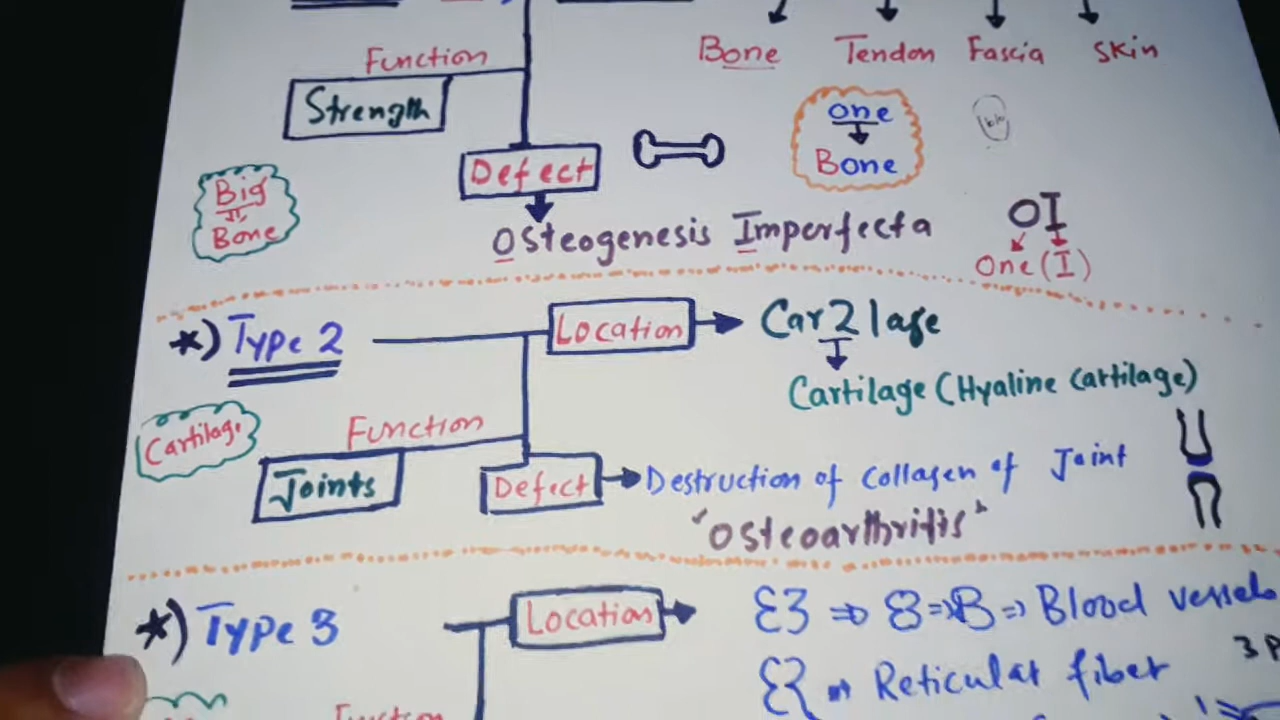 Function
Bone Tendon Fascia Skin
Strength
one
Bone
Defect
Big
Bone
Osteogenesis Imperfecta
OI
One (I)
*) Type 2
Location
Car2lage
Cartilage (Hyaline Cartilage)
Cartilage
Function
Joints
Defect
Destruction of Collagen of Joint
"Osteoarthritis"
*) Type 3
Location
Ɛ3 ⇒ 8 ⇒ B ⇒ Blood vessels
Reticular fiber
3 P
Function